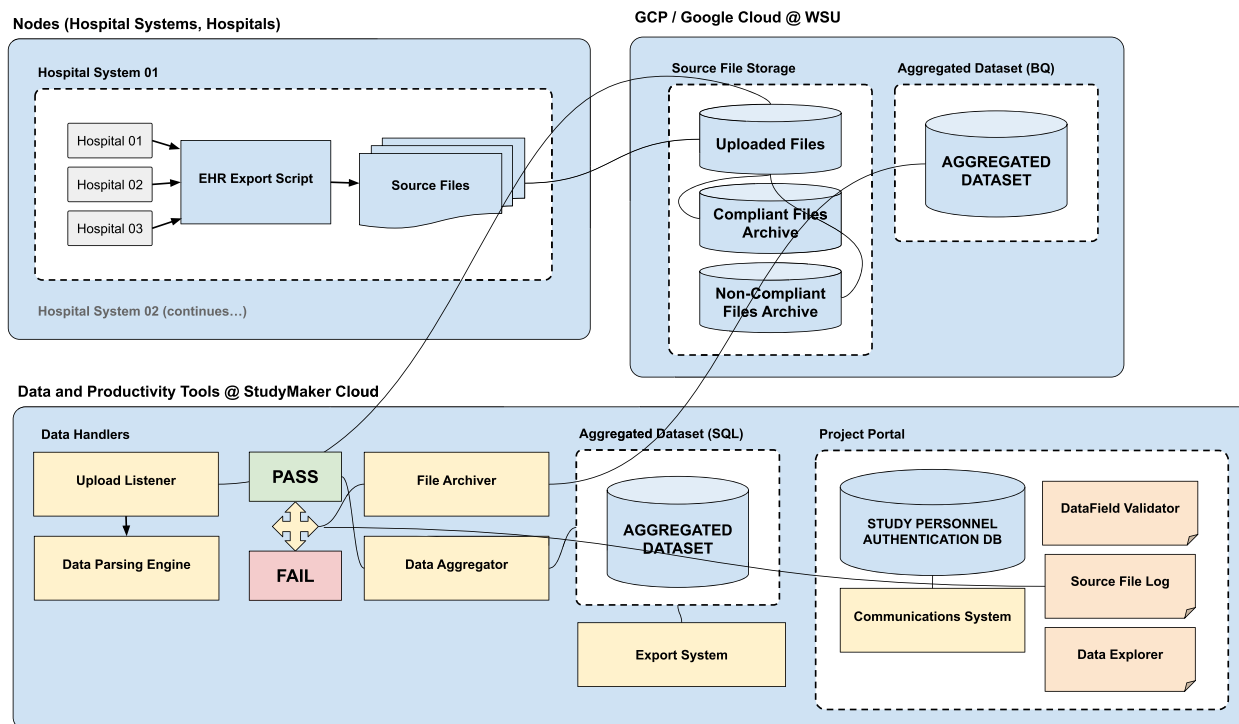 Nodes (Hospital Systems, Hospitals)
Hospital System 01
Hospital 01
Hospital 02
Hospital 03
EHR Export Script
Source Files
Hospital System 02 (continues…)
GCP / Google Cloud @ WSU
Source File Storage
Uploaded Files
Compliant Files
Archive
Non-Compliant
Files Archive
Aggregated Dataset (BQ)
AGGREGATED
DATASET
Data and Productivity Tools @ StudyMaker Cloud
Data Handlers
Upload Listener
Data Parsing Engine
PASS
FAIL
File Archiver
Data Aggregator
Aggregated Dataset (SQL)
AGGREGATED
DATASET
Export System
Project Portal
STUDY PERSONNEL
AUTHENTICATION DB
Communications System
DataField Validator
Source File Log
Data Explorer